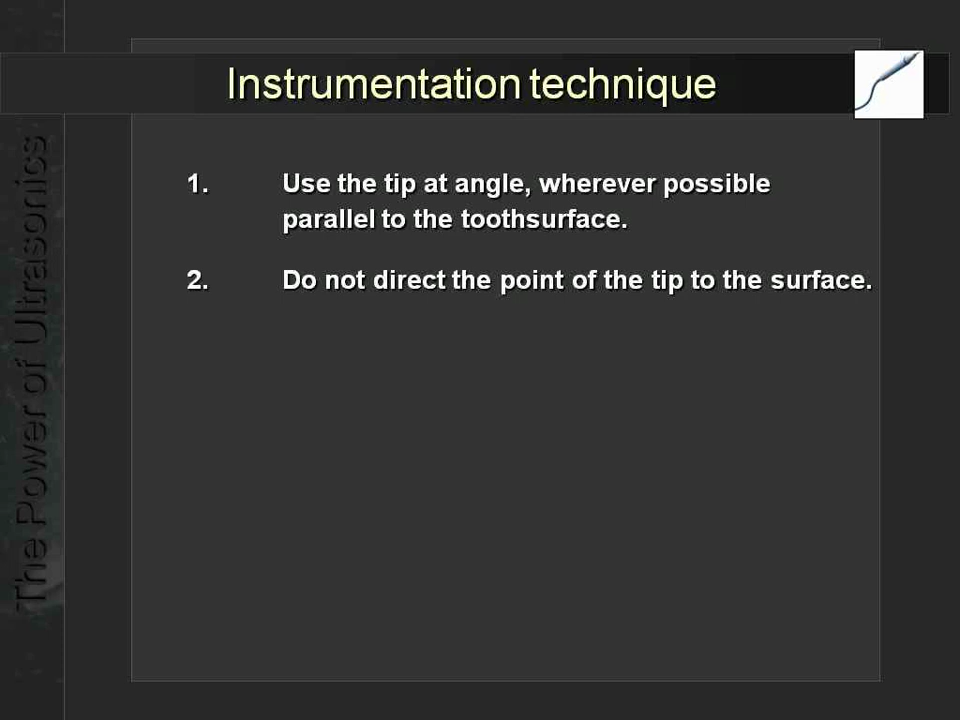 Instrumentation technique
1. Use the tip at angle, wherever possible
parallel to the toothsurface.
2. Do not direct the point of the tip to the surface.
The Power of Ultrasonics